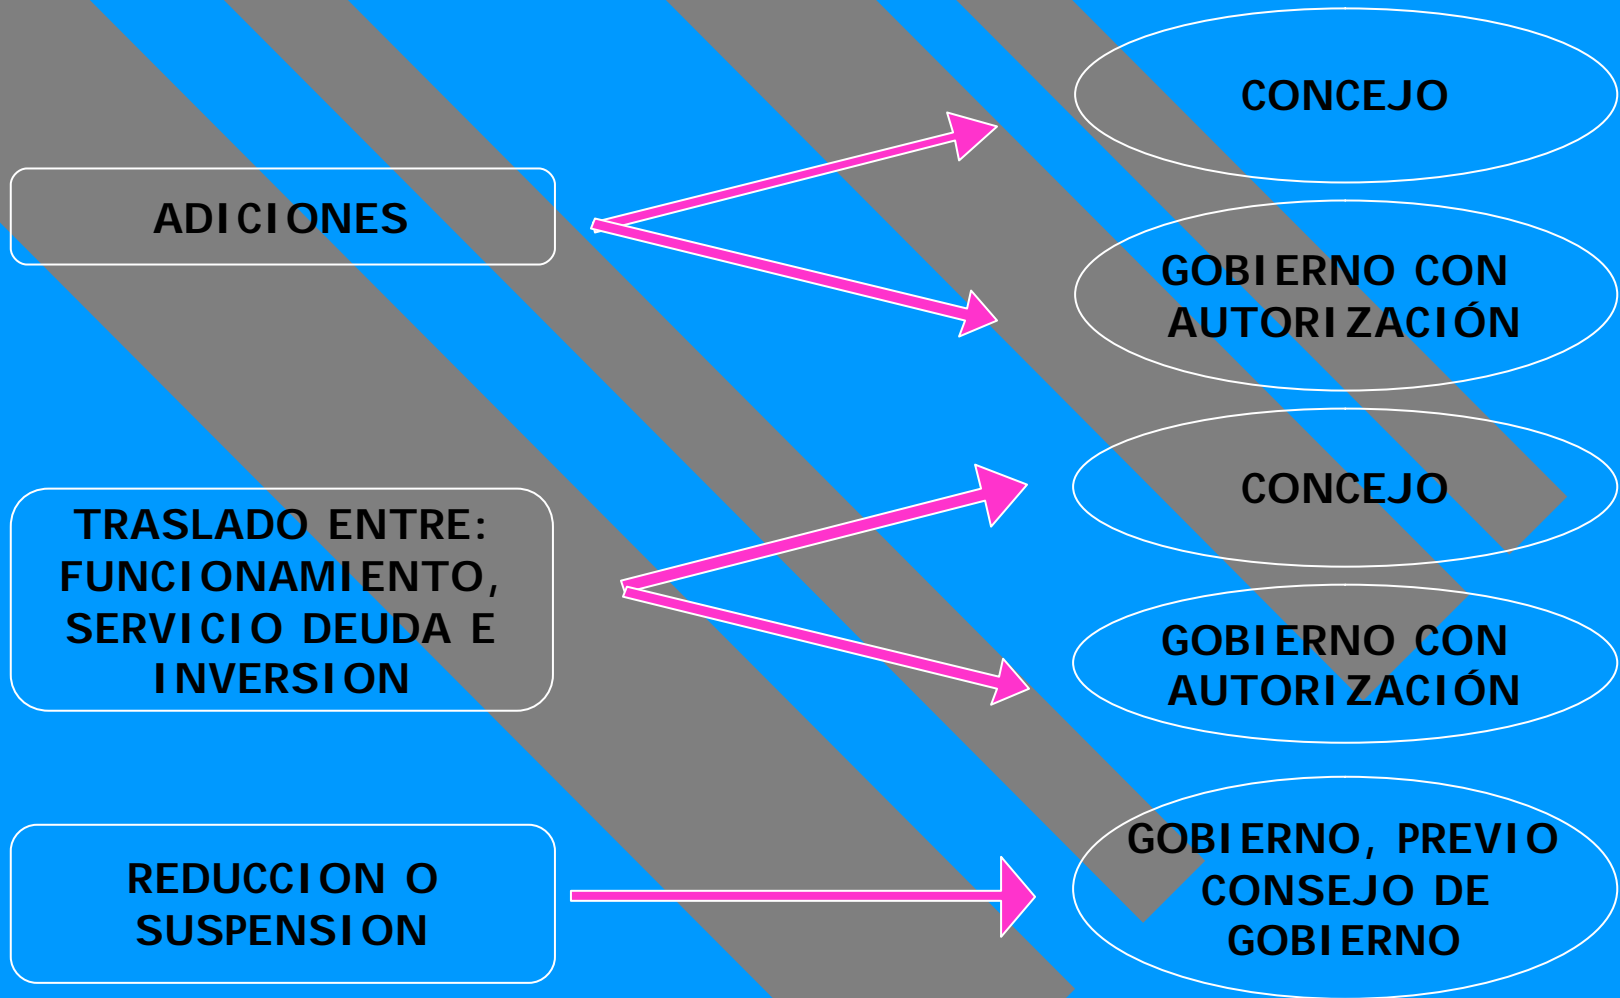 ADICIONES
CONCEJO
GOBIERNO CON
AUTORIZACIÓN
TRASLADO ENTRE:
FUNCIONAMIENTO,
SERVICIO DEUDA E
INVERSION
CONCEJO
GOBIERNO CON
AUTORIZACIÓN
REDUCCION O
SUSPENSION
GOBIERNO, PREVIO
CONSEJO DE
GOBIERNO